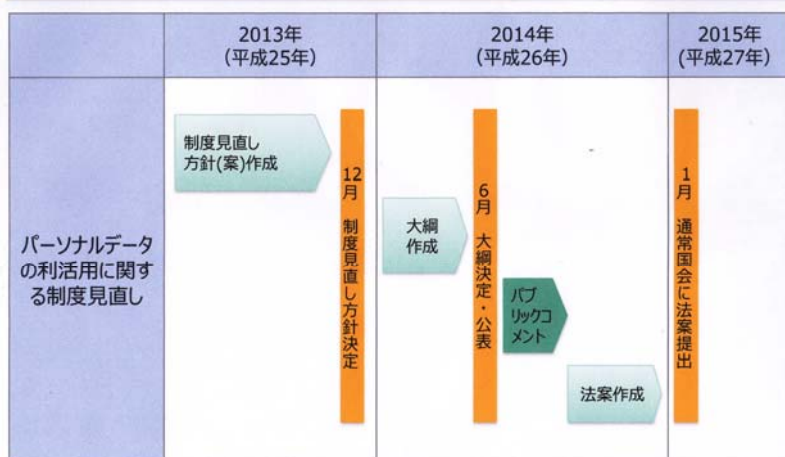 2013年
(平成25年)
2014年
(平成26年)
2015年
(平成27年)
パーソナルデータ
の利活用に関す
る制度見直し
制度見直し
方針(案)作成
12月 制度見直し方針決定
大綱
作成
6月 大綱決定・公表
パブ
リックコ
メント
法案作成
1月 通常国会に法案提出